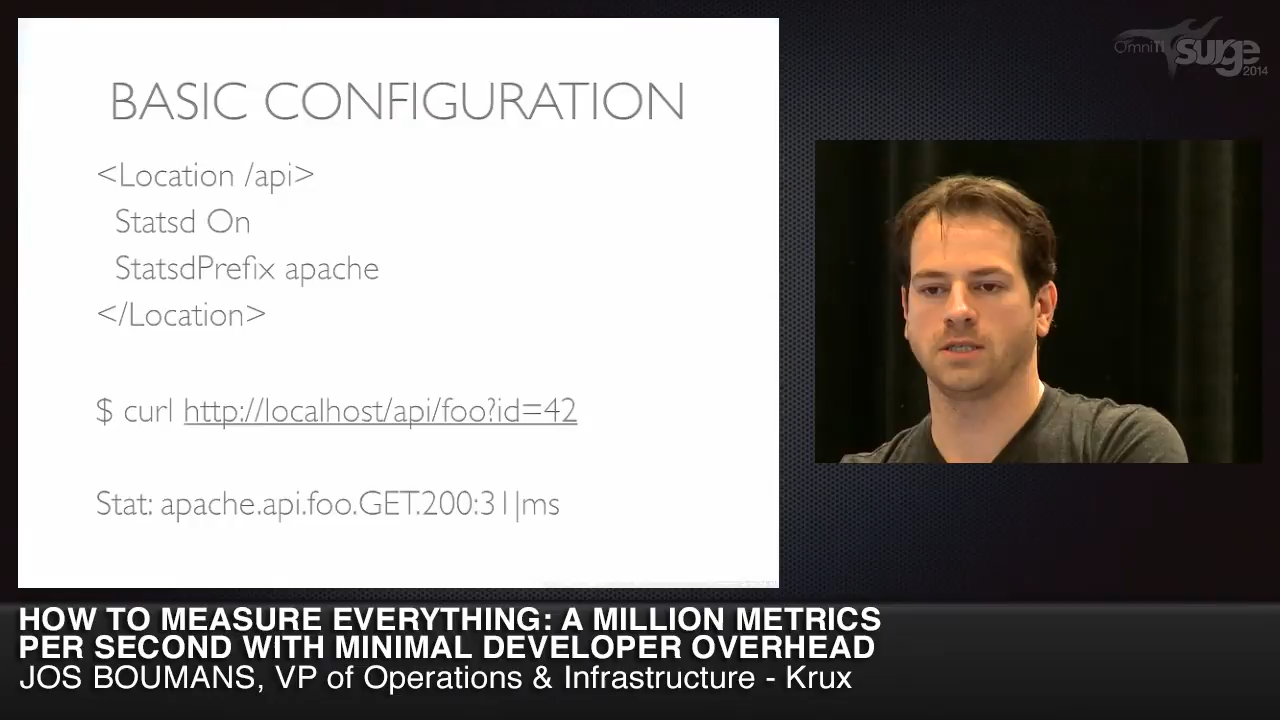 BASIC CONFIGURATION
<Location /api>
Statsd On
StatsdPrefix apache
</Location>
$ curl http://localhost/api/foo?id=42
Stat: apache.api.foo.GET.200:31|ms
OmniTI
surge
2014
HOW TO MEASURE EVERYTHING: A MILLION METRICS
PER SECOND WITH MINIMAL DEVELOPER OVERHEAD
JOS BOUMANS, VP of Operations & Infrastructure - Krux